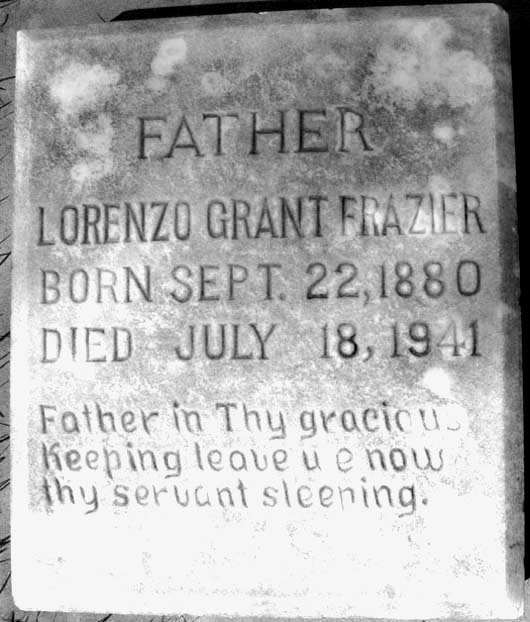 FATHER
LORENZO GRANT FRAZIER
BORN SEPT. 22, 1880
DIED JULY 18, 1941
Father in Thy gracious
Keeping leave now
thy servant sleeping.